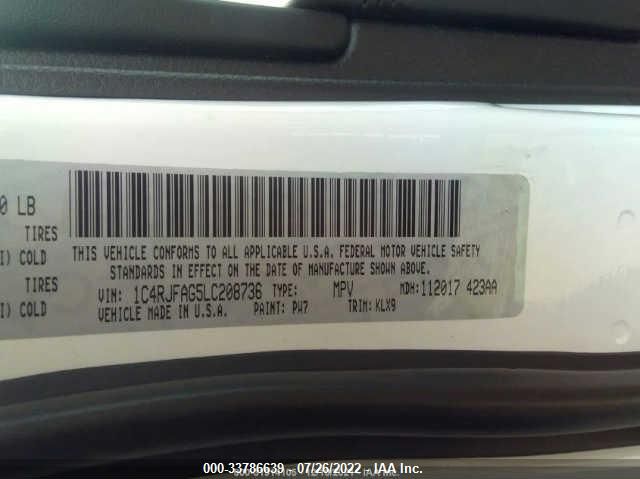 0 LB
TIRES
I) COLD
TIRES
I) COLD
THIS VEHICLE CONFORMS TO ALL APPLICABLE U.S.A. FEDERAL MOTOR VEHICLE SAFETY
STANDARDS IN EFFECT ON THE DATE OF MANUFACTURE SHOWN ABOVE.
VIN: 1C4RJFAG5LC208736 TYPE: MPV MDH: 112017 423AA
VEHICLE MADE IN U.S.A. PAINT: PW7 TRIM: KLX9
000-33786639 - 07/26/2022 - IAA Inc.